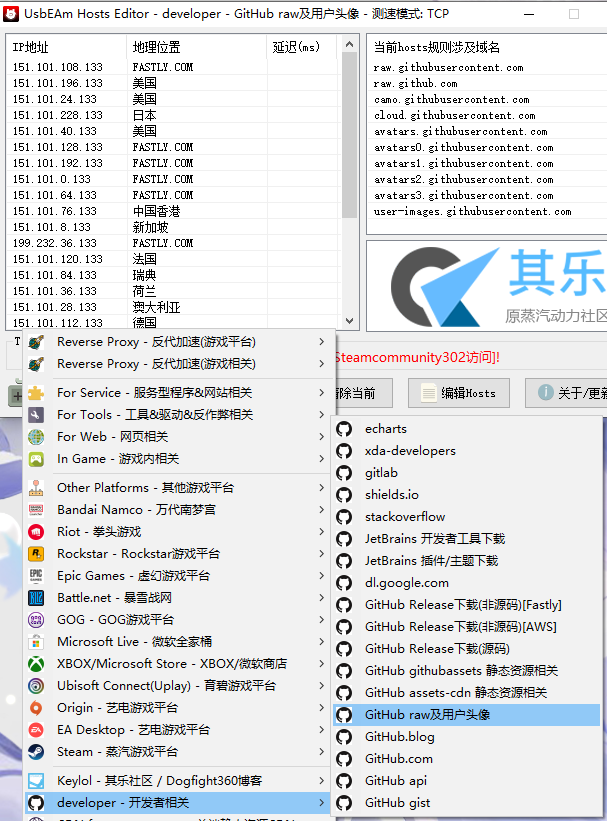 UsbEAm Hosts Editor - developer - GitHub raw及用户头像 - 测速模式: TCP
IP地址 地理位置 延迟(ms)
151.101.108.133 FASTLY.COM
151.101.196.133 美国
151.101.24.133 美国
151.101.228.133 日本
151.101.40.133 美国
151.101.128.133 FASTLY.COM
151.101.192.133 FASTLY.COM
151.101.0.133 FASTLY.COM
151.101.64.133 FASTLY.COM
151.101.76.133 中国香港
151.101.8.133 新加坡
199.232.36.133 FASTLY.COM
151.101.120.133 法国
151.101.84.133 瑞典
151.101.36.133 荷兰
151.101.28.133 澳大利亚
151.101.112.133 德国
当前hosts规则涉及域名
raw.githubusercontent.com
raw.github.com
camo.githubusercontent.com
cloud.githubusercontent.com
avatars.githubusercontent.com
avatars0.githubusercontent.com
avatars1.githubusercontent.com
avatars2.githubusercontent.com
avatars3.githubusercontent.com
user-images.githubusercontent.com
其乐
原蒸汽动力社区
T
Steamcommunity302访问]!
除当前
编辑Hosts
关于/更新
Reverse Proxy - 反代加速(游戏平台)
Reverse Proxy - 反代加速(游戏相关)
For Service - 服务型程序&网站相关
For Tools - 工具&驱动&反作弊相关
For Web - 网页相关
In Game - 游戏内相关
Other Platforms - 其他游戏平台
Bandai Namco - 万代南梦宫
Riot - 拳头游戏
Rockstar - Rockstar游戏平台
Epic Games - 虚幻游戏平台
Battle.net - 暴雪战网
GOG - GOG游戏平台
Microsoft Live - 微软全家桶
XBOX/Microsoft Store - XBOX/微软商店
Ubisoft Connect(Uplay) - 育碧游戏平台
Origin - 艺电游戏平台
EA Desktop - 艺电游戏平台
Steam - 蒸汽游戏平台
Keylol - 其乐社区 / Dogfight360博客
developer - 开发者相关
echarts
xda-developers
gitlab
shields.io
stackoverflow
JetBrains 开发者工具下载
JetBrains 插件/主题下载
dl.google.com
GitHub Release下载(非源码)[Fastly]
GitHub Release下载(非源码)[AWS]
GitHub Release下载(源码)
GitHub githubassets 静态资源相关
GitHub assets-cdn 静态资源相关
GitHub raw及用户头像
GitHub.blog
GitHub.com
GitHub api
GitHub gist